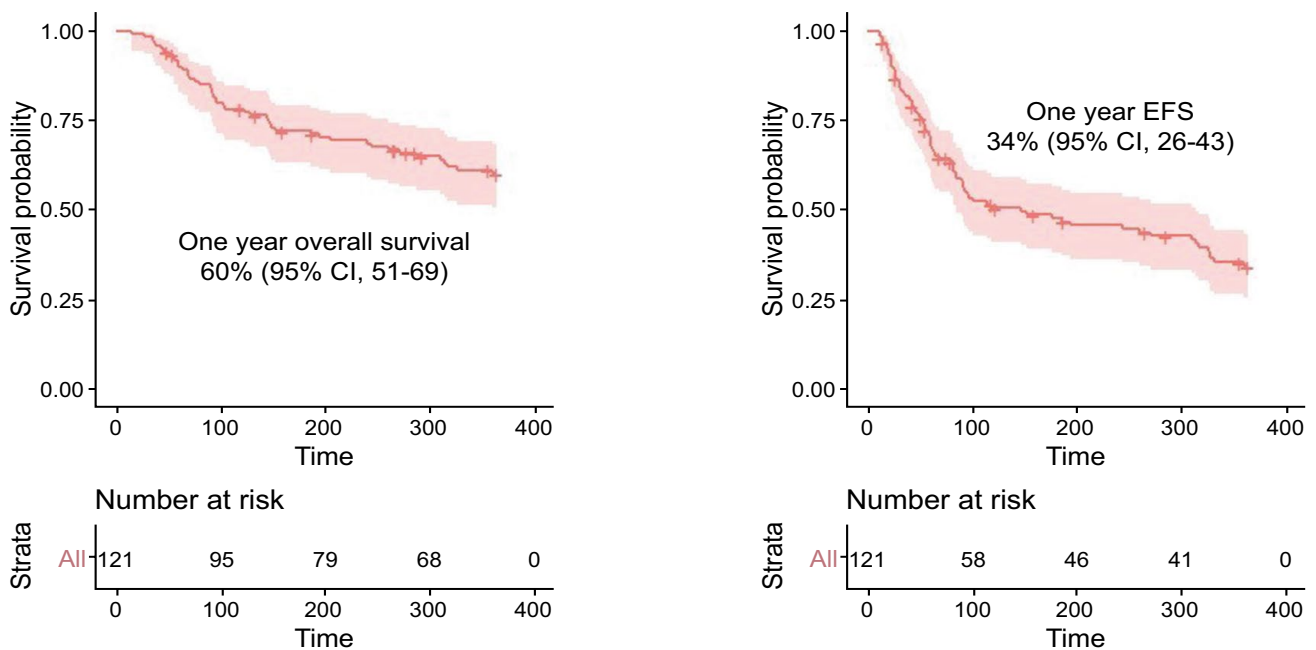 1.00
0.75
0.50
0.25
0.00
Survival probability
One year overall survival
60% (95% CI, 51-69)
0 100 200 300 400
Time
Number at risk
Strata
All 121 95 79 68 0
0 100 200 300 400
Time
1.00
0.75
0.50
0.25
0.00
Survival probability
One year EFS
34% (95% CI, 26-43)
0 100 200 300 400
Time
Number at risk
Strata
All 121 58 46 41 0
0 100 200 300 400
Time